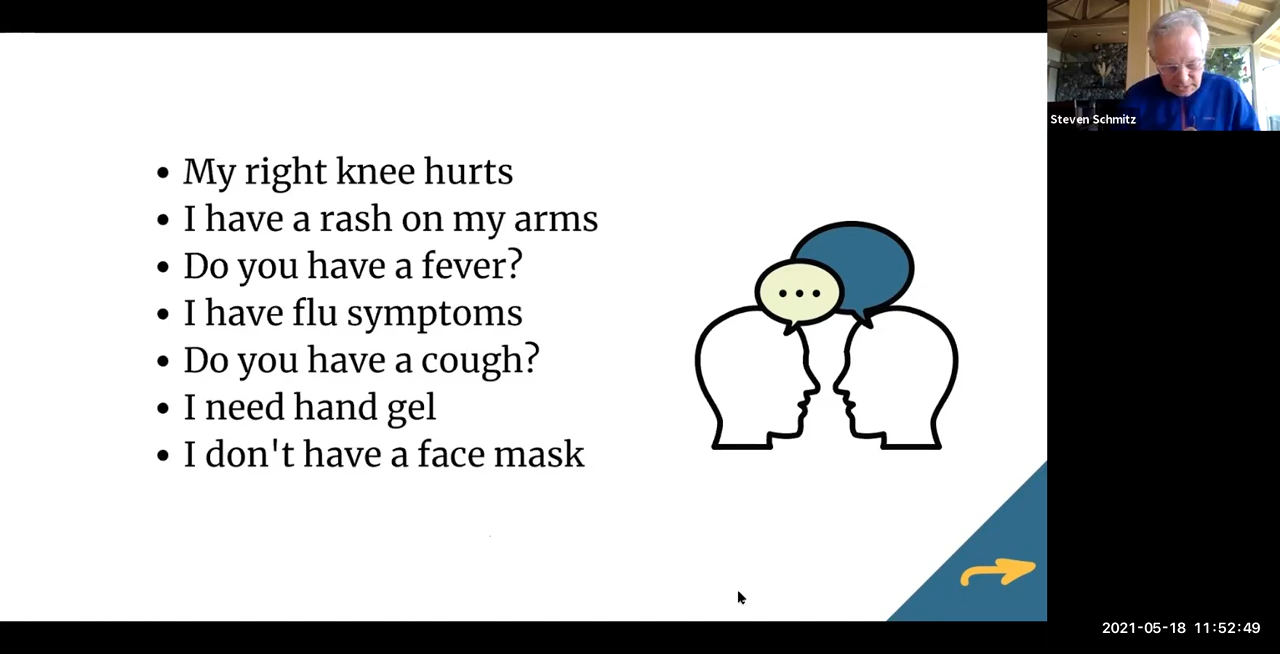 Steven Schmitz
• My right knee hurts
• I have a rash on my arms
• Do you have a fever?
• I have flu symptoms
• Do you have a cough?
• I need hand gel
• I don't have a face mask
2021-05-18 11:52:49